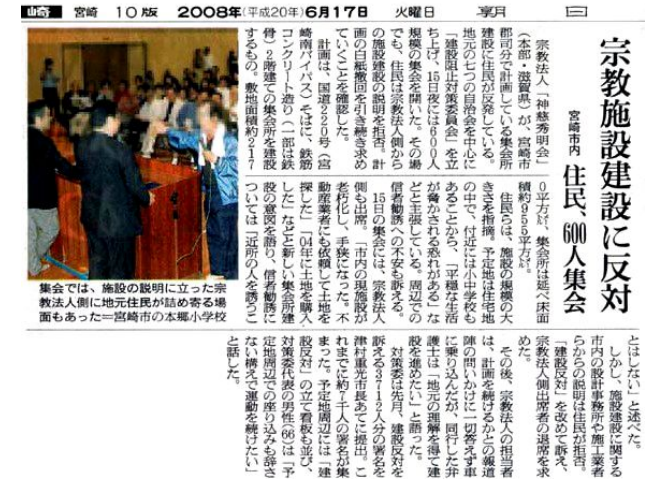 宮崎 10版 2008年(平成20年)6月17日 火曜日 朝 日
宗教施設建設に反対
宮崎市内 住民、600人集会
宗教法人「神慈秀明会」
(本部・滋賀県)が、宮崎市
郡司分で計画している集会所
建設に住民が反発している。
地元の七つの自治会を中心に
「建設阻止対策委員会」を立
ち上げ、15日夜には600人
規模の集会を開いた。その場
でも、住民は宗教法人側から
の施設建設の説明を拒否。計
画の白紙撤回を引き続き求め
ていくことを確認した。
計画は、国道220号(宮
崎南バイパス)そばに、鉄筋
コンクリート造り(一部は鉄
骨)2階建ての集会所を建設
するもの。敷地面積約217
0平方㍍、集会所は延べ床面
積約955平方㍍。
住民らは、施設の規模の大
きさを指摘。予定地は住宅地
の中で、付近には小中学校も
あることから、「平穏な生活
が脅かされる恐れがある」な
どと主張している。周辺での
信者勧誘への不安も訴える。
15日の集会には、宗教法人
側も出席。「市内の現施設が
老朽化し、手狭になった。不
動産業者にも依頼して土地を
探した」「04年に土地を購入
した」などと新しい集会所建
設の意図を語り、信者勧誘に
ついては「近所の人を誘うこ
とはしない」と述べた。
しかし、施設建設に関する
市内の設計事務所や施工業者
らからの説明は住民が拒否。
「建設反対」を改めて訴え、
宗教法人側出席者の退席を求
めた。
その後、宗教法人の担当者
は、計画を続けるかとの報道
陣の問いかけに一切答えず車
に乗り込んだが、同行した弁
護士は「地元の理解を得て建
設を進めたい」と語った。
対策委は先月、建設反対を
訴える3712人分の署名を
津村重光市長あてに提出。こ
れまでに約7千人の署名が集
まった。予定地周辺には「建
設反対」の立て看板も並び、
対策委代表の男性(66)は「予
定地周辺での座り込みも辞さ
ない構えで運動を続けたい」
と話した。
集会では、施設の説明に立った宗
教法人側に地元住民が詰め寄る場
面もあった=宮崎市の本郷小学校